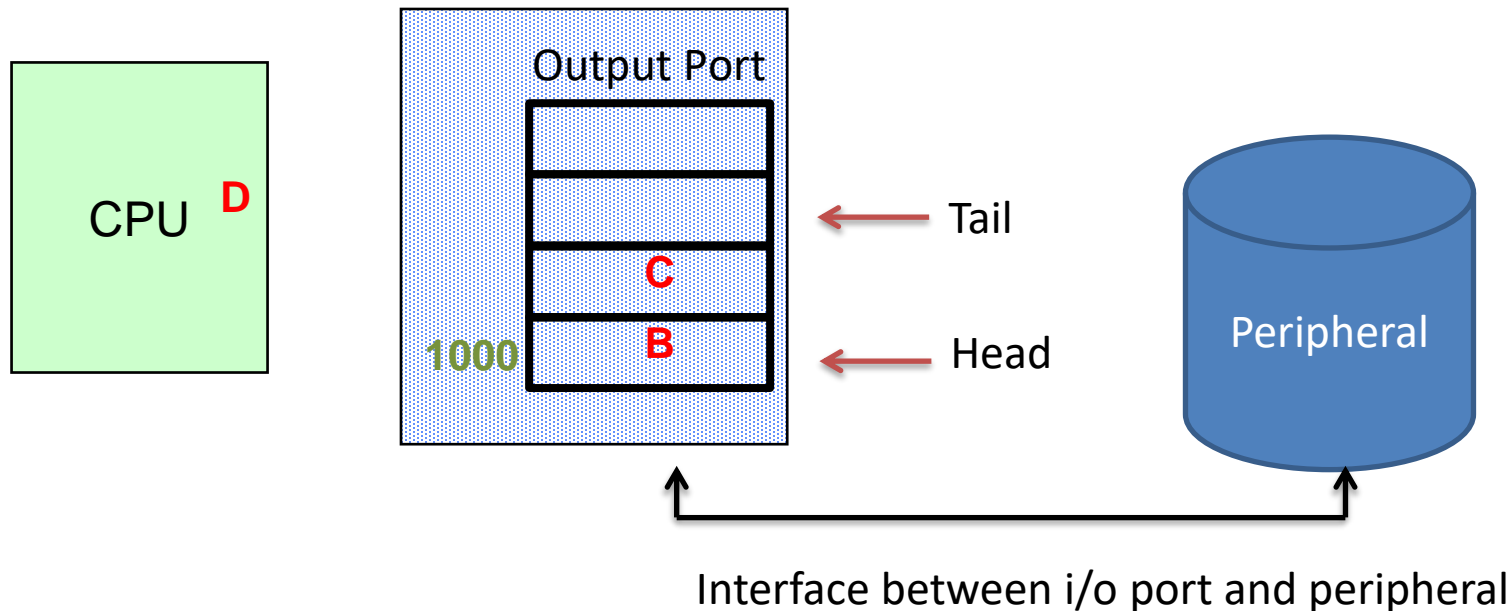 Output Port
CPU
D
Tail
C
1000
B
Head
Peripheral
Interface between i/o port and peripheral